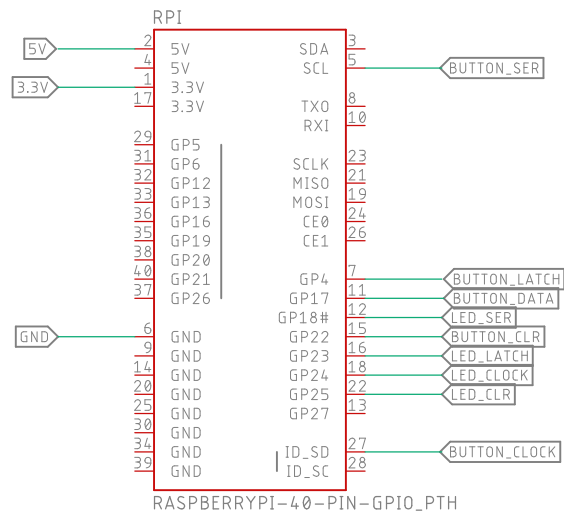 RPI
5V 2 5V SDA 3
4 5V SCL 5 BUTTON_SER
3.3V 1 3.3V
17 3.3V TXO 8
RXI 10
29 GP5
31 GP6 SCLK 23
32 GP12 MISO 21
33 GP13 MOSI 19
36 GP16 CE0 24
35 GP19 CE1 26
38 GP20
40 GP21 GP4 7 BUTTON_LATCH
37 GP26 GP17 11 BUTTON_DATA
GP18# 12 LED_SER
GND 6 GND GP22 15 BUTTON_CLR
9 GND GP23 16 LED_LATCH
14 GND GP24 18 LED_CLOCK
20 GND GP25 22 LED_CLR
25 GND GP27 13
30 GND
34 GND ID_SD 27 BUTTON_CLOCK
39 GND ID_SC 28
RASPBERRYPI-40-PIN-GPIO_PTH